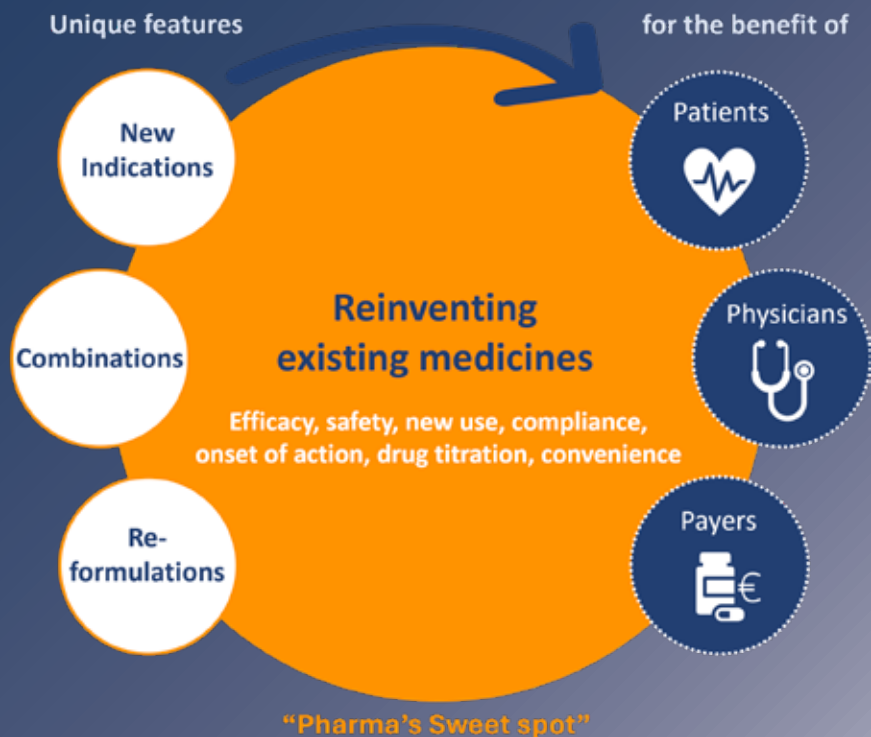 Unique features
for the benefit of
New
Indications
Combinations
Re-
formulations
Reinventing
existing medicines
Efficacy, safety, new use, compliance,
onset of action, drug titration, convenience
Patients
Physicians
Payers
€
“Pharma’s Sweet spot”